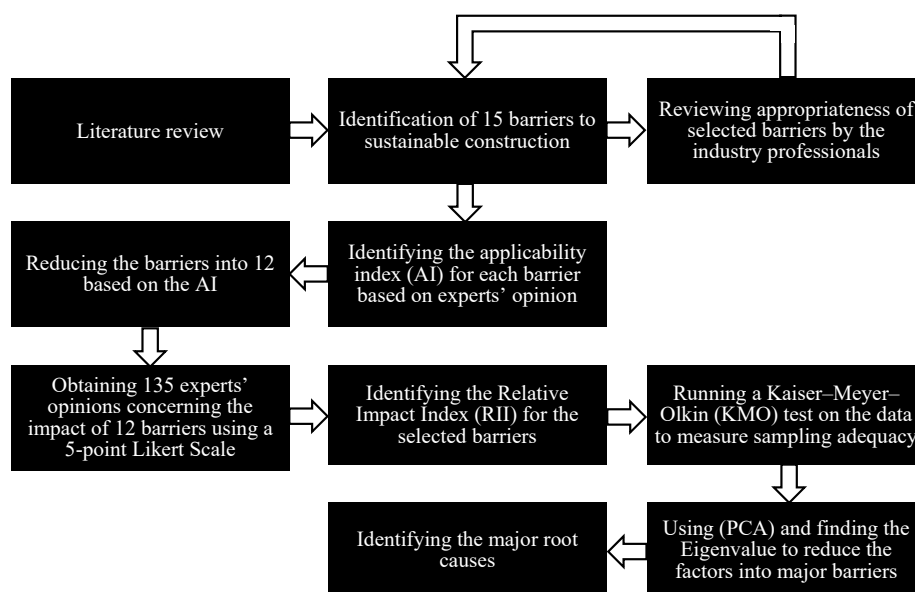 Literature review
Identification of 15 barriers to
sustainable construction
Reviewing appropriateness of
selected barriers by the
industry professionals
Reducing the barriers into 12
based on the AI
Identifying the applicability
index (AI) for each barrier
based on experts’ opinion
Obtaining 135 experts’
opinions concerning the
impact of 12 barriers using a
5-point Likert Scale
Identifying the Relative
Impact Index (RII) for the
selected barriers
Running a Kaiser–Meyer–
Olkin (KMO) test on the data
to measure sampling adequacy
Identifying the major root
causes
Using (PCA) and finding the
Eigenvalue to reduce the
factors into major barriers